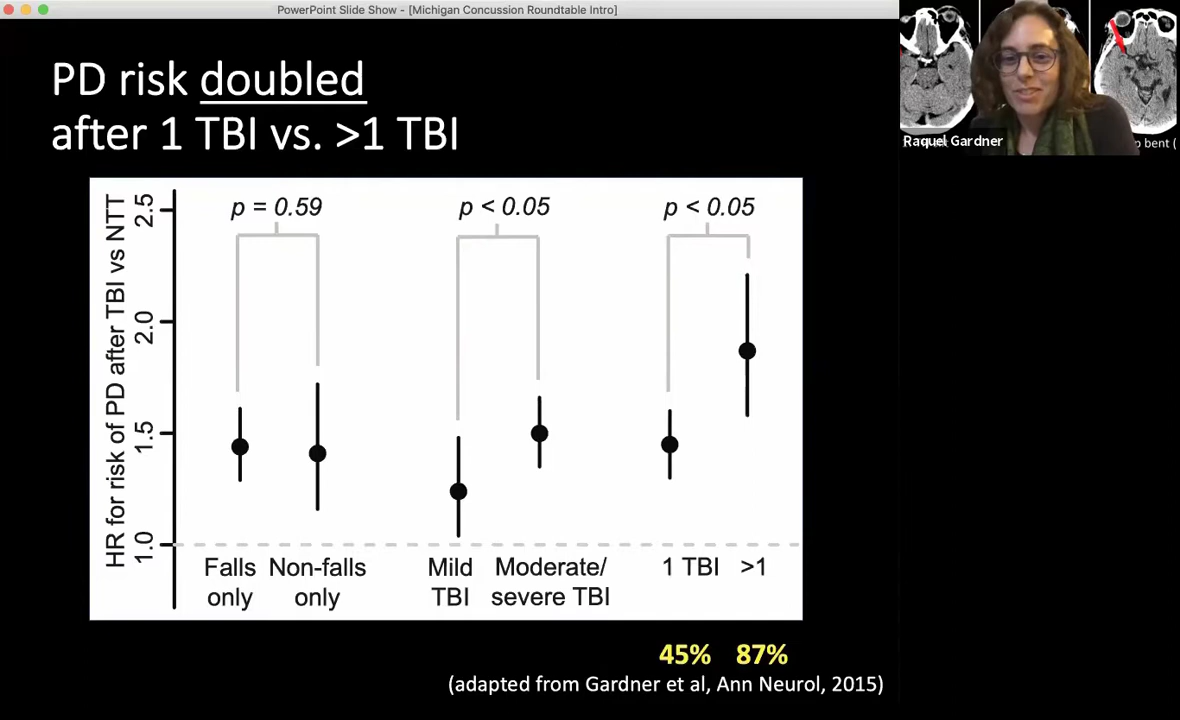 PowerPoint Slide Show - [Michigan Concussion Roundtable Intro]
PD risk doubled
after 1 TBI vs. >1 TBI
HR for risk of PD after TBI vs NTT
2.5
2.0
1.5
1.0
p = 0.59
p < 0.05
p < 0.05
Falls only
Non-falls only
Mild TBI
Moderate/ severe TBI
1 TBI
>1
45% 87%
(adapted from Gardner et al, Ann Neurol, 2015)
Raquel Gardner
p bent (